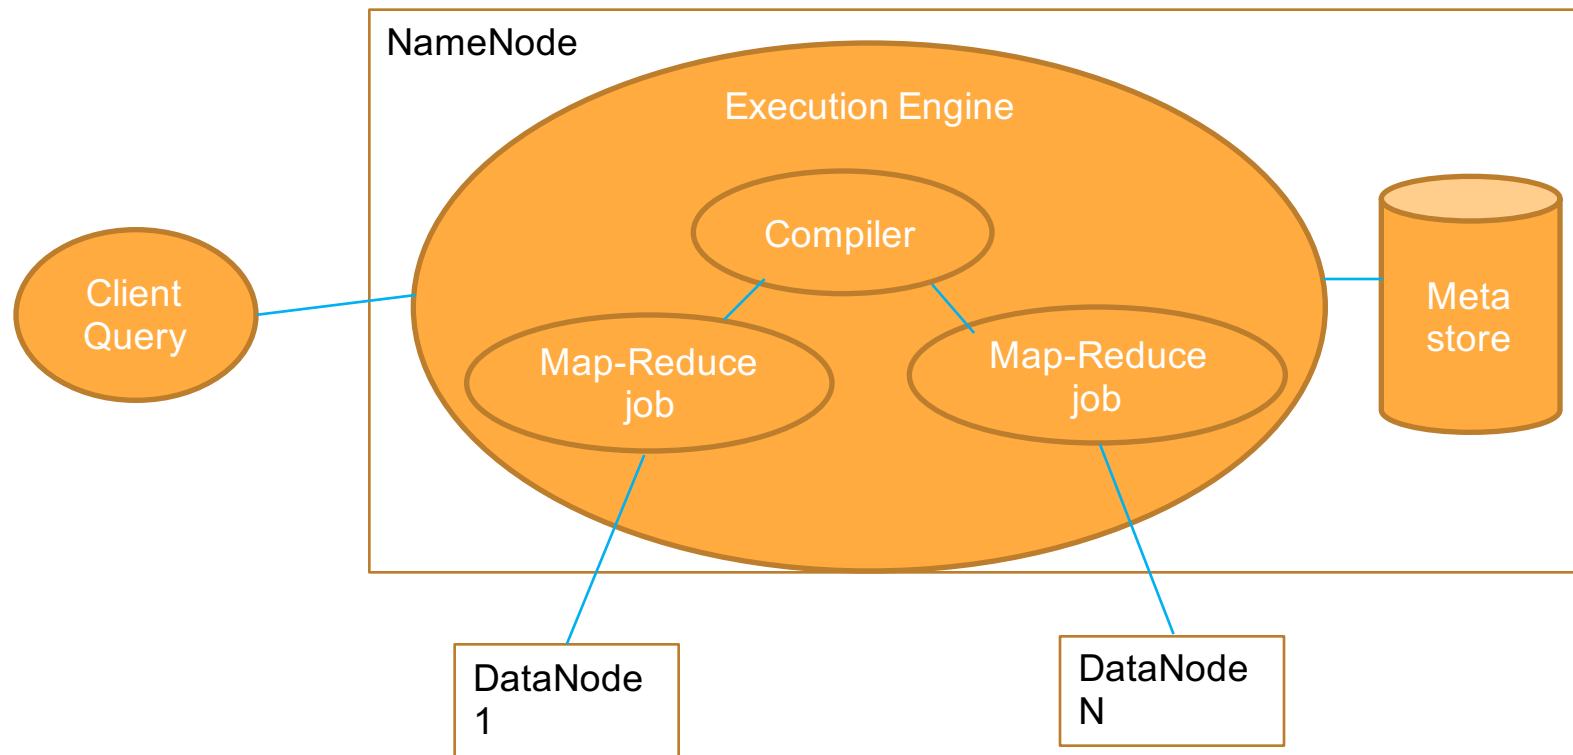 NameNode
Execution Engine
Compiler
Client
Query
Map-Reduce
job
Map-Reduce
job
Meta
store
DataNode
1
DataNode
N